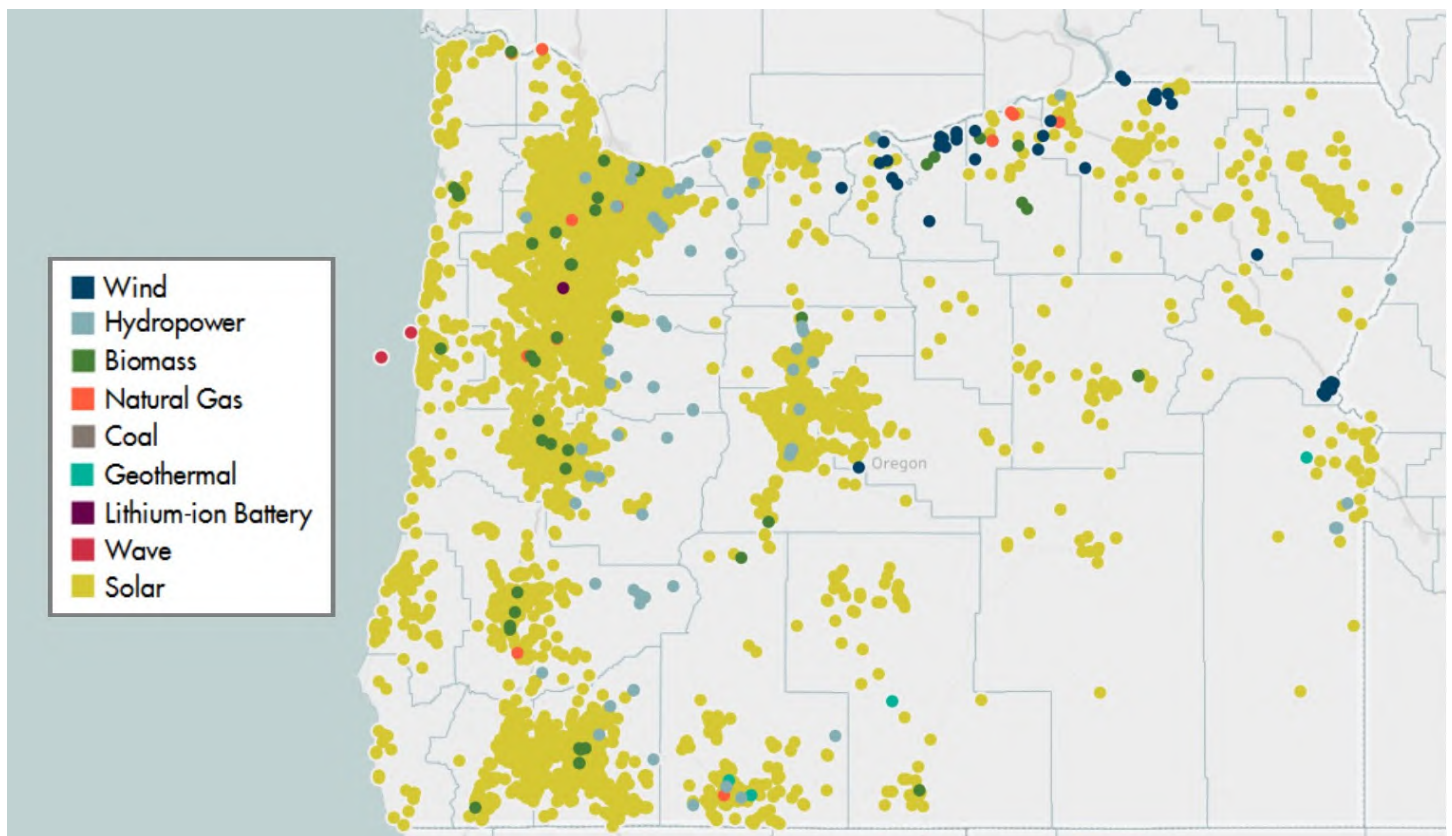 Wind
Hydropower
Biomass
Natural Gas
Coal
Geothermal
Lithium-ion Battery
Wave
Solar
Oregon